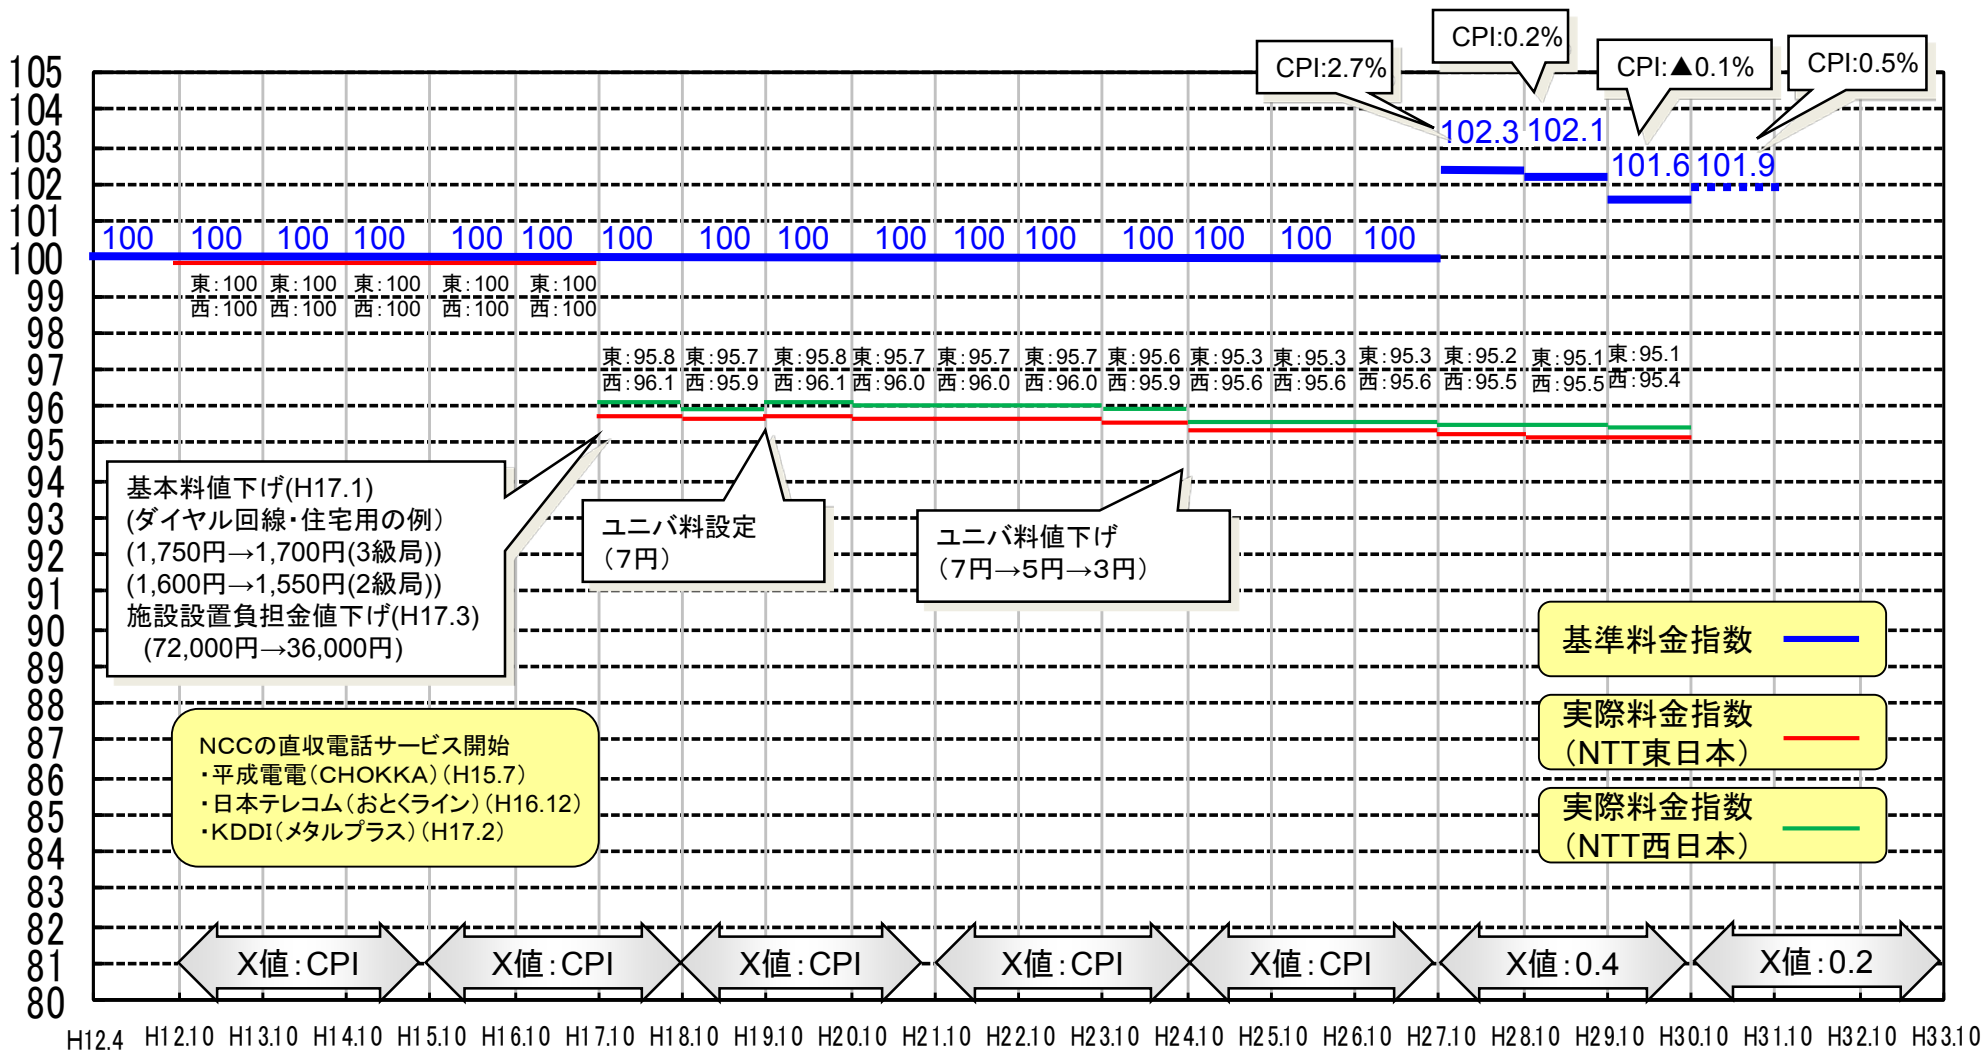 CPI:2.7%
CPI:0.2%
CPI:▲0.1%
CPI:0.5%
105
104
103
102
101
100
99
98
97
96
95
94
93
92
91
90
89
88
87
86
85
84
83
82
81
80
100 100 100 100 100 100 100 100 100 100 100 100 100 100 100 100
102.3 102.1 101.6 101.9
東:100 東:100 東:100 東:100 東:100
西:100 西:100 西:100 西:100 西:100
東:95.8 東:95.7 東:95.8 東:95.7 東:95.7 東:95.7 東:95.6 東:95.3 東:95.3 東:95.3 東:95.2 東:95.1 東:95.1
西:96.1 西:95.9 西:96.1 西:96.0 西:96.0 西:96.0 西:95.9 西:95.6 西:95.6 西:95.6 西:95.5 西:95.5 西:95.4
基本料値下げ(H17.1)
(ダイヤル回線・住宅用の例)
(1,750円→1,700円(3級局))
(1,600円→1,550円(2級局))
施設設置負担金値下げ(H17.3)
(72,000円→36,000円)
ユニバ料設定
(7円)
ユニバ料値下げ
(7円→5円→3円)
基準料金指数
実際料金指数
(NTT東日本)
実際料金指数
(NTT西日本)
NCCの直収電話サービス開始
・平成電電(CHOKKA)(H15.7)
・日本テレコム(おとくライン)(H16.12)
・KDDI(メタルプラス)(H17.2)
X値:CPI X値:CPI X値:CPI X値:CPI X値:CPI X値:0.4 X値:0.2
H12.4 H12.10 H13.10 H14.10 H15.10 H16.10 H17.10 H18.10 H19.10 H20.10 H21.10 H22.10 H23.10 H24.10 H25.10 H26.10 H27.10 H28.10 H29.10 H30.10 H31.10 H32.10 H33.10